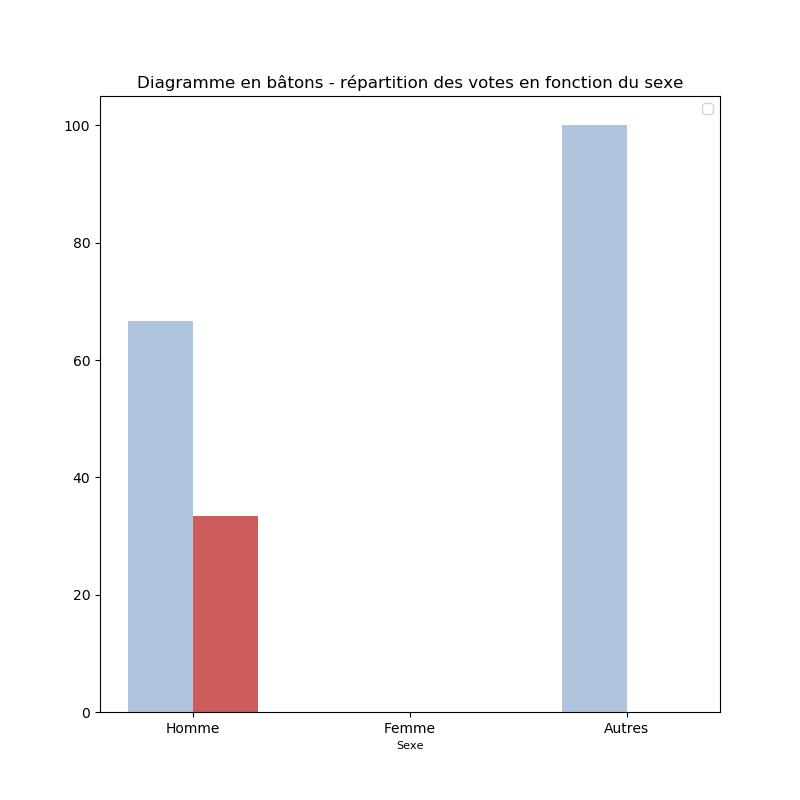 Diagramme en bâtons - répartition des votes en fonction du sexe
100
80
60
40
20
0
Homme Femme Autres
Sexe